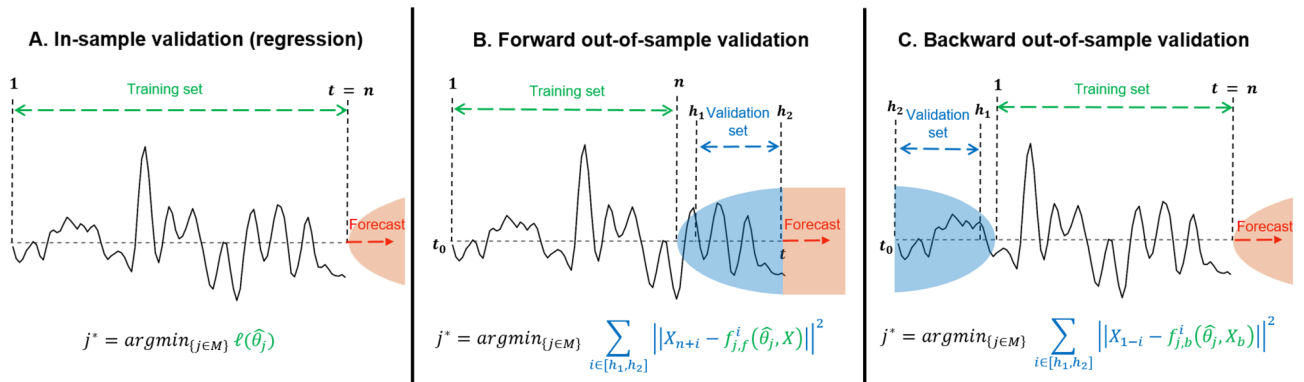 A. In-sample validation (regression)
1
Training set
t = n
Forecast
j* = argmin_{j∈M} ℓ(θ̂_j)
B. Forward out-of-sample validation
1
Training set
n
h₁
Validation
set
h₂
t₀
t
Forecast
j* = argmin_{j∈M} ∑_{i∈[h₁,h₂]} ||X_{n+i} − f^i_{j,f}(θ̂_j, X)||²
C. Backward out-of-sample validation
h₂
Validation
set
h₁
1
Training set
t = n
t₀
Forecast
j* = argmin_{j∈M} ∑_{i∈[h₁,h₂]} ||X_{1−i} − f^i_{j,b}(θ̂_j, X_b)||²